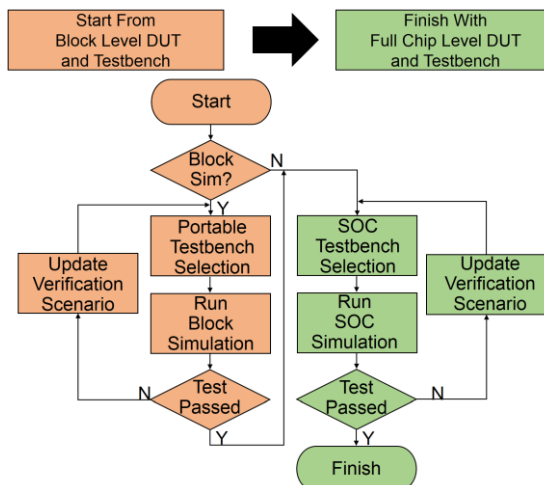 Start From
Block Level DUT
and Testbench
Finish With
Full Chip Level DUT
and Testbench
Start
Block
Sim?
N
Y
Portable
Testbench
Selection
SOC
Testbench
Selection
Update
Verification
Scenario
Update
Verification
Scenario
Run
Block
Simulation
Run
SOC
Simulation
N
Test
Passed
Y
Test
Passed
N
Y
Finish